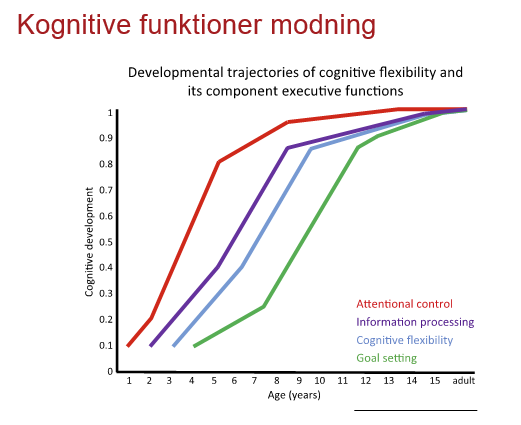 Kognitive funktioner modning
Developmental trajectories of cognitive flexibility and
its component executive functions
Cognitive development
1
0.9
0.8
0.7
0.6
0.5
0.4
0.3
0.2
0.1
0
Attentional control
Information processing
Cognitive flexibility
Goal setting
1 2 3 4 5 6 7 8 9 10 11 12 13 14 15 adult
Age (years)